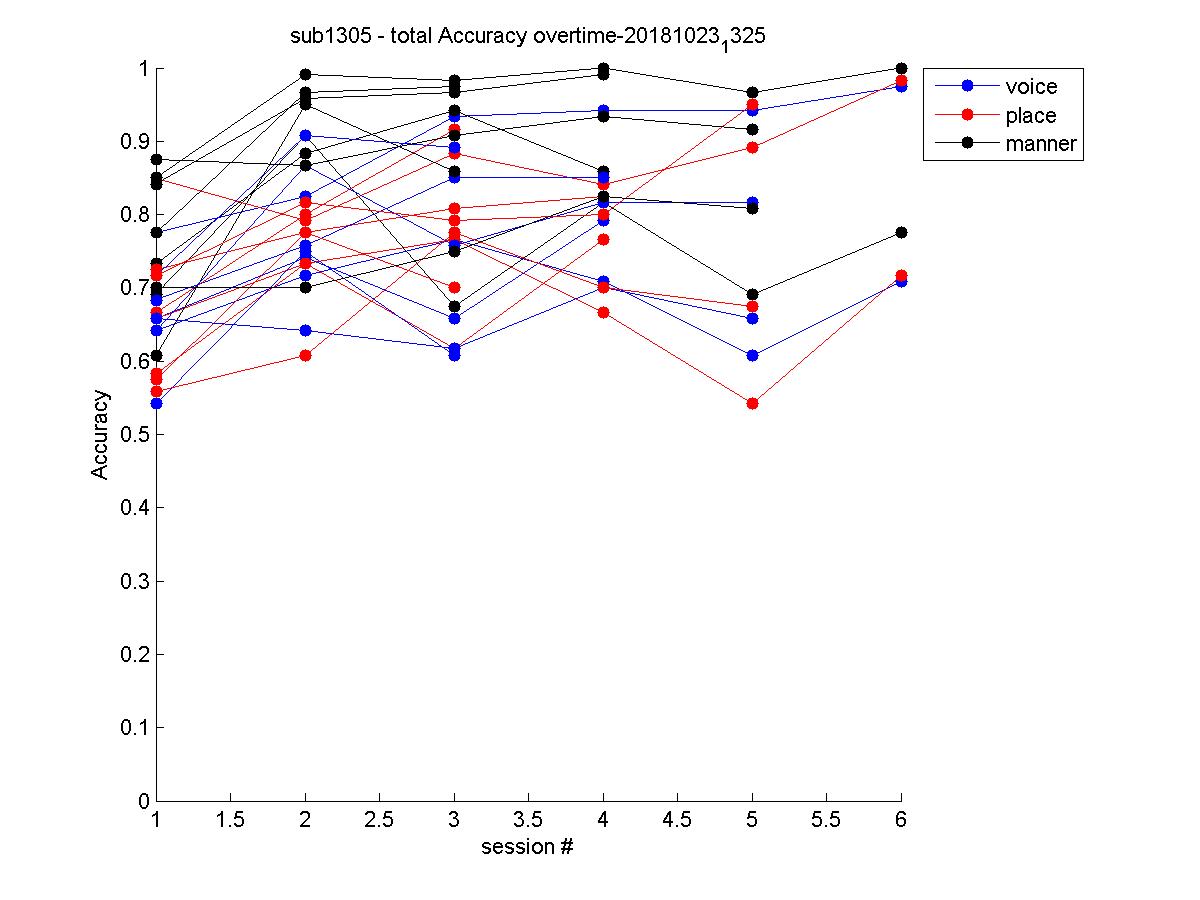 sub1305 - total Accuracy overtime-20181023₁325
voice
place
manner
1
0.9
0.8
0.7
0.6
0.5
0.4
0.3
0.2
0.1
0
Accuracy
1 1.5 2 2.5 3 3.5 4 4.5 5 5.5 6
session #